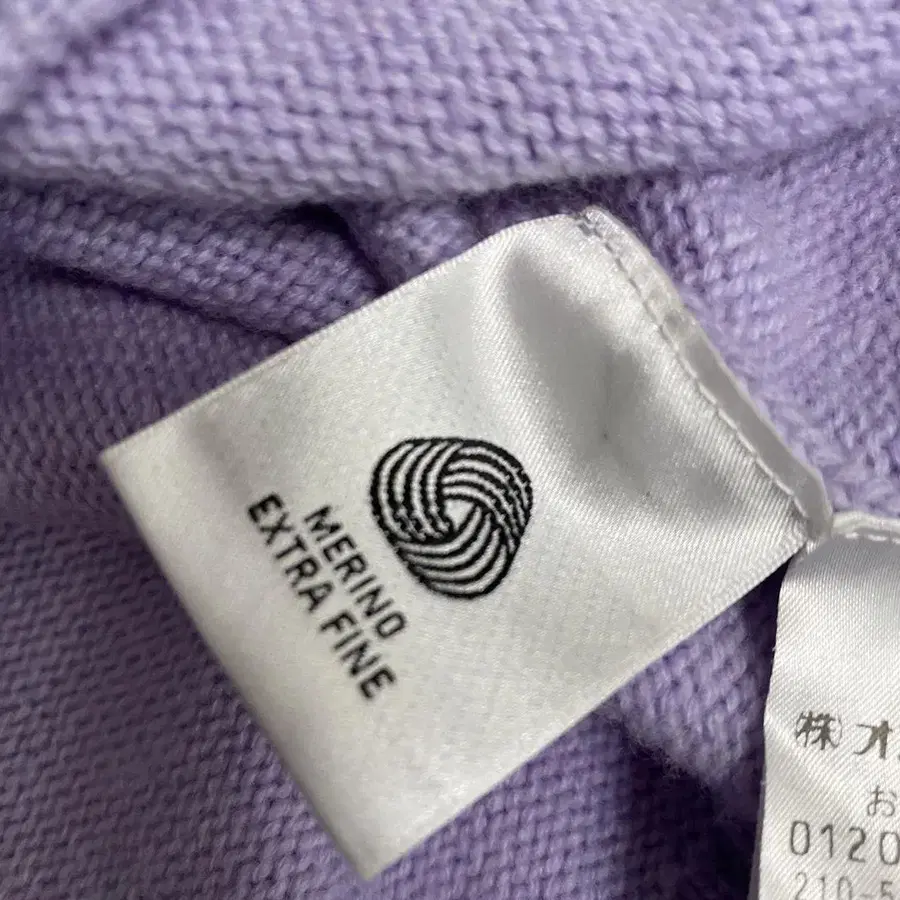 MERINO
EXTRA FINE
㈱オ
お
0120
210-5